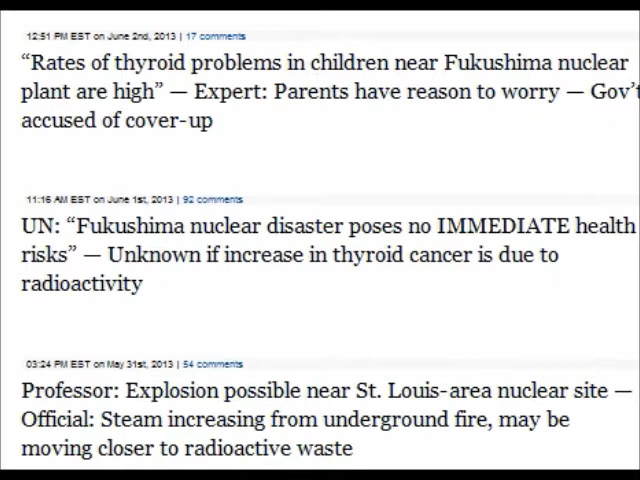 12:51 PM EST on June 2nd, 2013 | 17 comments
“Rates of thyroid problems in children near Fukushima nuclear
plant are high” — Expert: Parents have reason to worry — Gov’t
accused of cover-up
11:16 AM EST on June 1st, 2013 | 92 comments
UN: “Fukushima nuclear disaster poses no IMMEDIATE health
risks” — Unknown if increase in thyroid cancer is due to
radioactivity
03:24 PM EST on May 31st, 2013 | 54 comments
Professor: Explosion possible near St. Louis-area nuclear site —
Official: Steam increasing from underground fire, may be
moving closer to radioactive waste